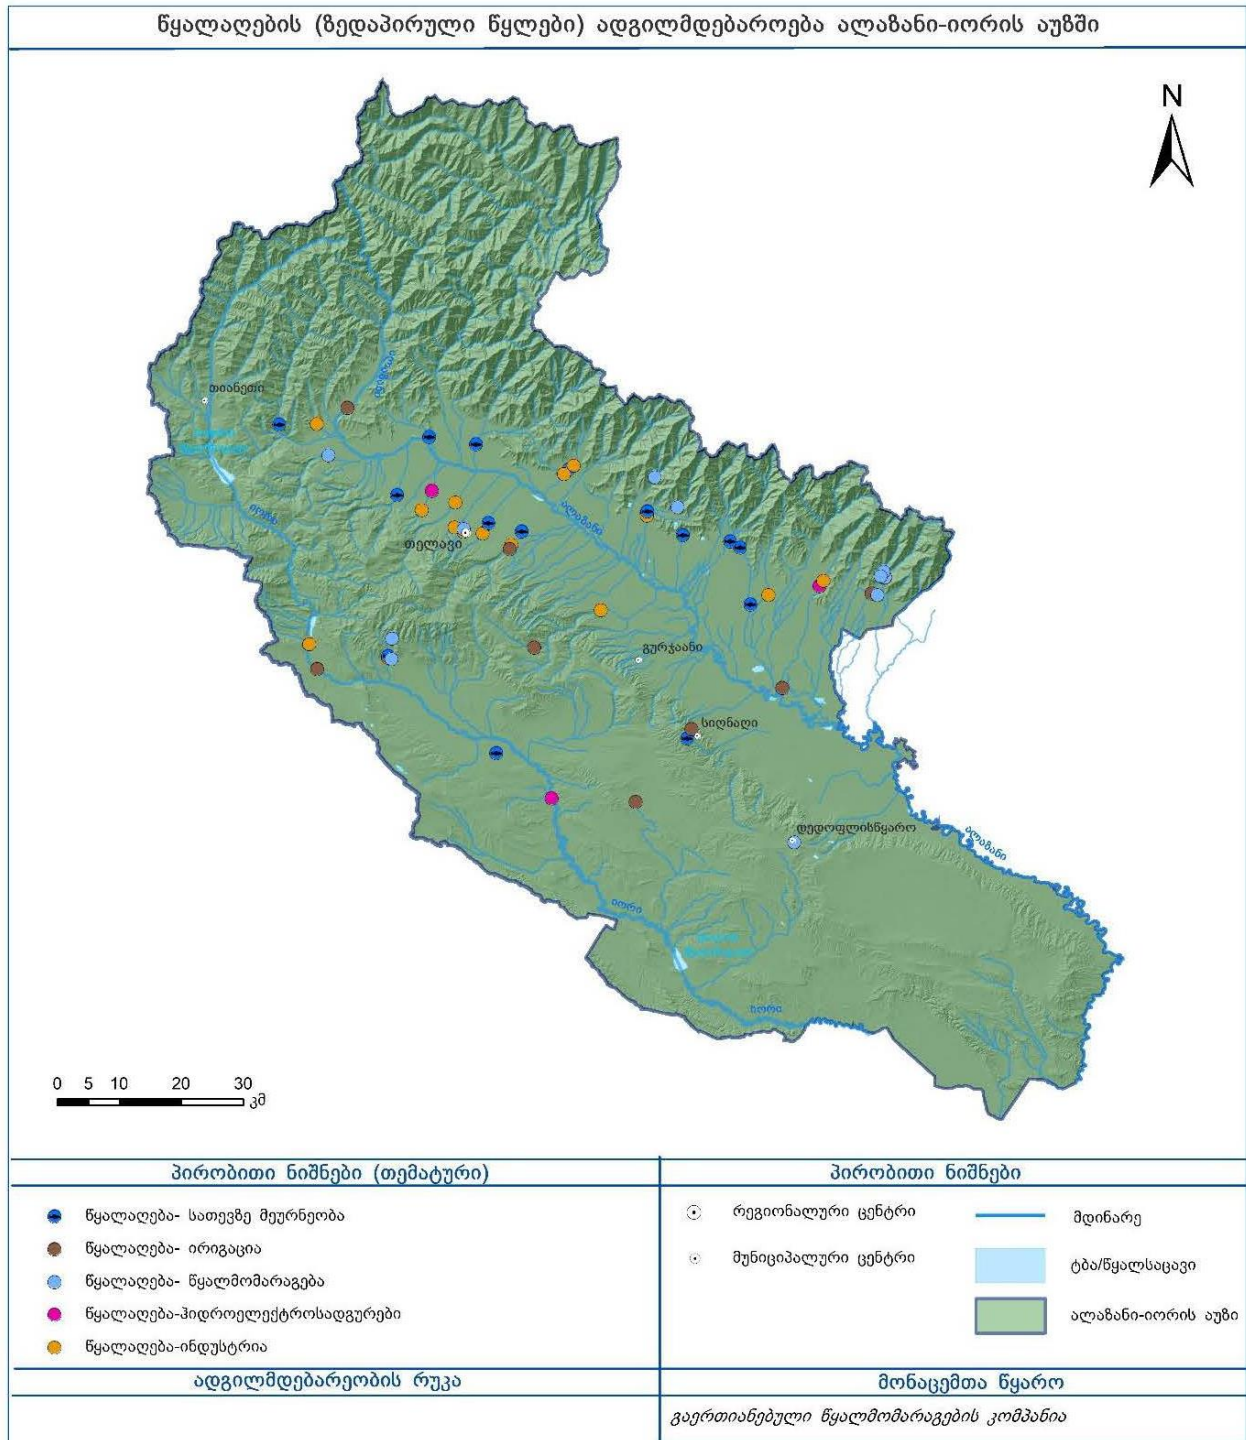 წყალაღების (ზედაპირული წყლები) ადგილმდებაროება ალაზანი-იორის აუზში
N
თიანეთი
იორი
ალაზანი
თელავი
გურჯაანი
სიღნაღი
დედოფლისწყარო
ალაზანი
იორი
იორი
0 5 10 20 30
კმ
პირობითი ნიშნები (თემატური)
წყალაღება- სათევზე მეურნეობა
წყალაღება- ირიგაცია
წყალაღება- წყალმომარაგება
წყალაღება-ჰიდროელექტროსადგურები
წყალაღება-ინდუსტრია
პირობითი ნიშნები
რეგიონალური ცენტრი
მუნიციპალური ცენტრი
მდინარე
ტბა/წყალსაცავი
ალაზანი-იორის აუზი
ადგილმდებარეობის რუკა
მონაცემთა წყარო
გაერთიანებული წყალმომარაგების კომპანია